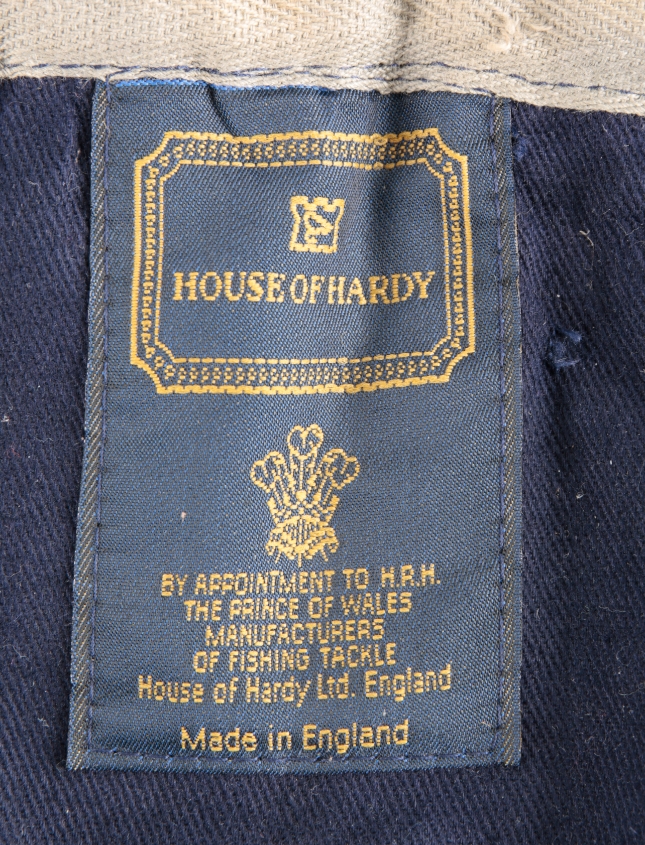 HOUSE OF HARDY
BY APPOINTMENT TO H.R.H.
THE PRINCE OF WALES
MANUFACTURERS
OF FISHING TACKLE
House of Hardy Ltd. England
Made in England